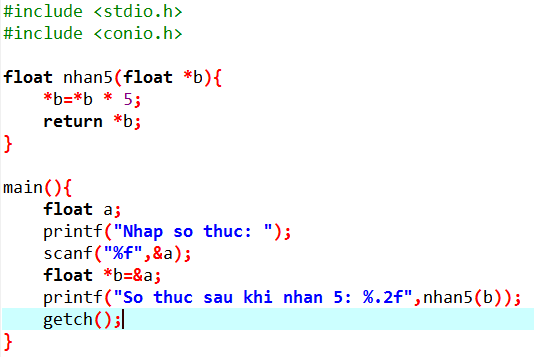 #include <stdio.h>
#include <conio.h>
float nhan5(float *b){
*b=*b * 5;
return *b;
}
main(){
float a;
printf("Nhap so thuc: ");
scanf("%f",&a);
float *b=&a;
printf("So thuc sau khi nhan 5: %.2f",nhan5(b));
getch();
}